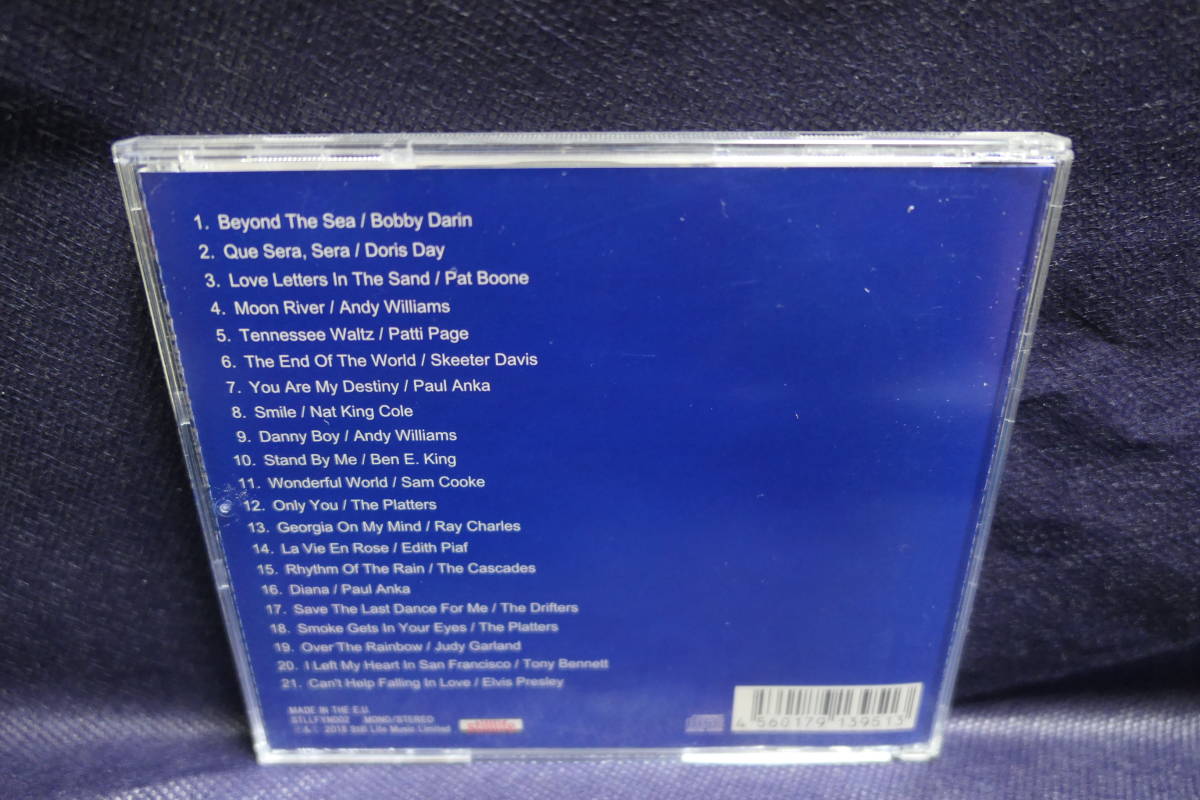 1. Beyond The Sea / Bobby Darin
2. Que Sera, Sera / Doris Day
3. Love Letters In The Sand / Pat Boone
4. Moon River / Andy Williams
5. Tennessee Waltz / Patti Page
6. The End Of The World / Skeeter Davis
7. You Are My Destiny / Paul Anka
8. Smile / Nat King Cole
9. Danny Boy / Andy Williams
10. Stand By Me / Ben E. King
11. Wonderful World / Sam Cooke
12. Only You / The Platters
13. Georgia On My Mind / Ray Charles
14. La Vie En Rose / Edith Piaf
15. Rhythm Of The Rain / The Cascades
16. Diana / Paul Anka
17. Save The Last Dance For Me / The Drifters
18. Smoke Gets In Your Eyes / The Platters
19. Over The Rainbow / Judy Garland
20. I Left My Heart In San Francisco / Tony Bennett
21. Can't Help Falling In Love / Elvis Presley
MADE IN THE E.U.
STLLFYN002 MONO/STEREO
2018 Still Life Music Limited
4 560179 139513